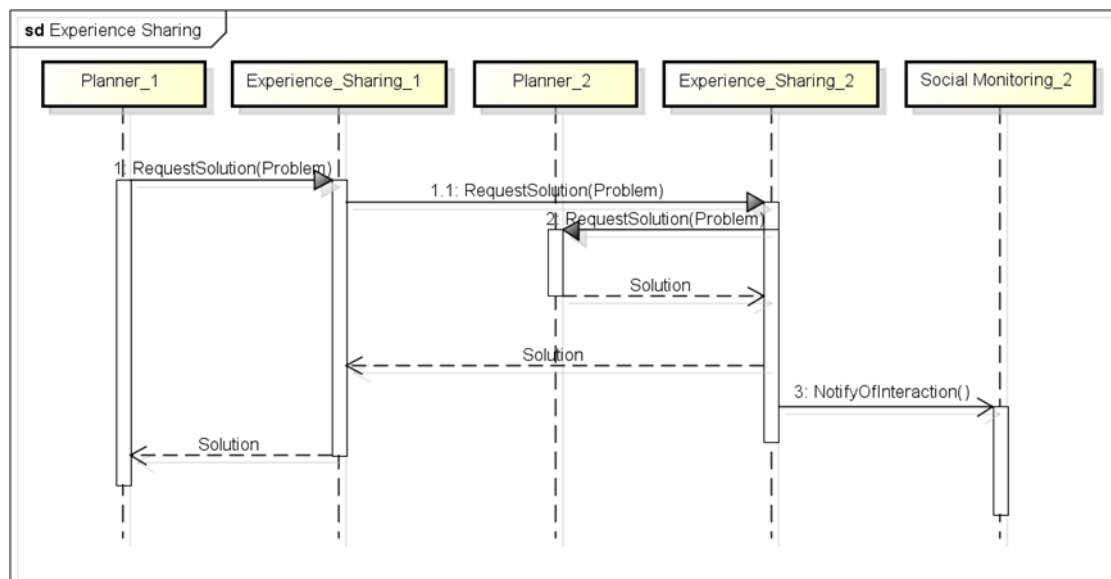 sd Experience Sharing
Planner_1
Experience_Sharing_1
Planner_2
Experience_Sharing_2
Social Monitoring_2
1: RequestSolution(Problem)
1.1: RequestSolution(Problem)
2: RequestSolution(Problem)
Solution
Solution
3: NotifyOfInteraction()
Solution